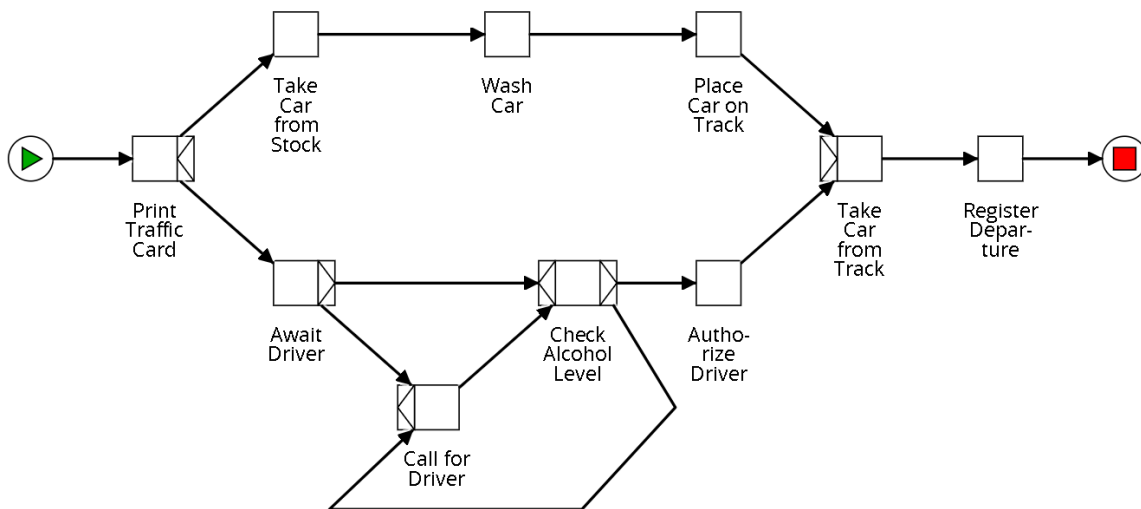 Take
Car
from
Stock
Wash
Car
Place
Car on
Track
Print
Traffic
Card
Take
Car
from
Track
Register
Depar-
ture
Await
Driver
Check
Alcohol
Level
Autho-
rize
Driver
Call for
Driver